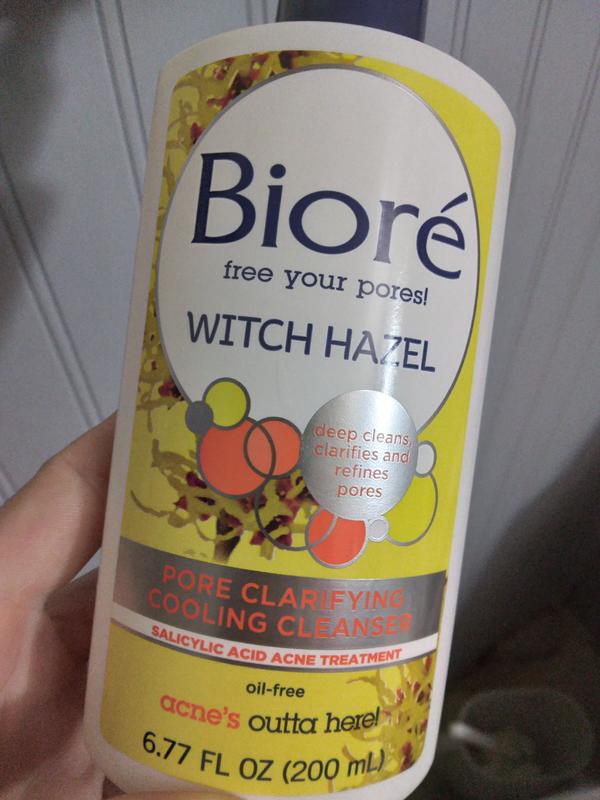 Bioré
free your pores!
WITCH HAZEL
deep cleans,
clarifies and
refines
pores
PORE CLARIFYING
COOLING CLEANSER
SALICYLIC ACID ACNE TREATMENT
oil-free
acne's outta here!
6.77 FL OZ (200 mL)